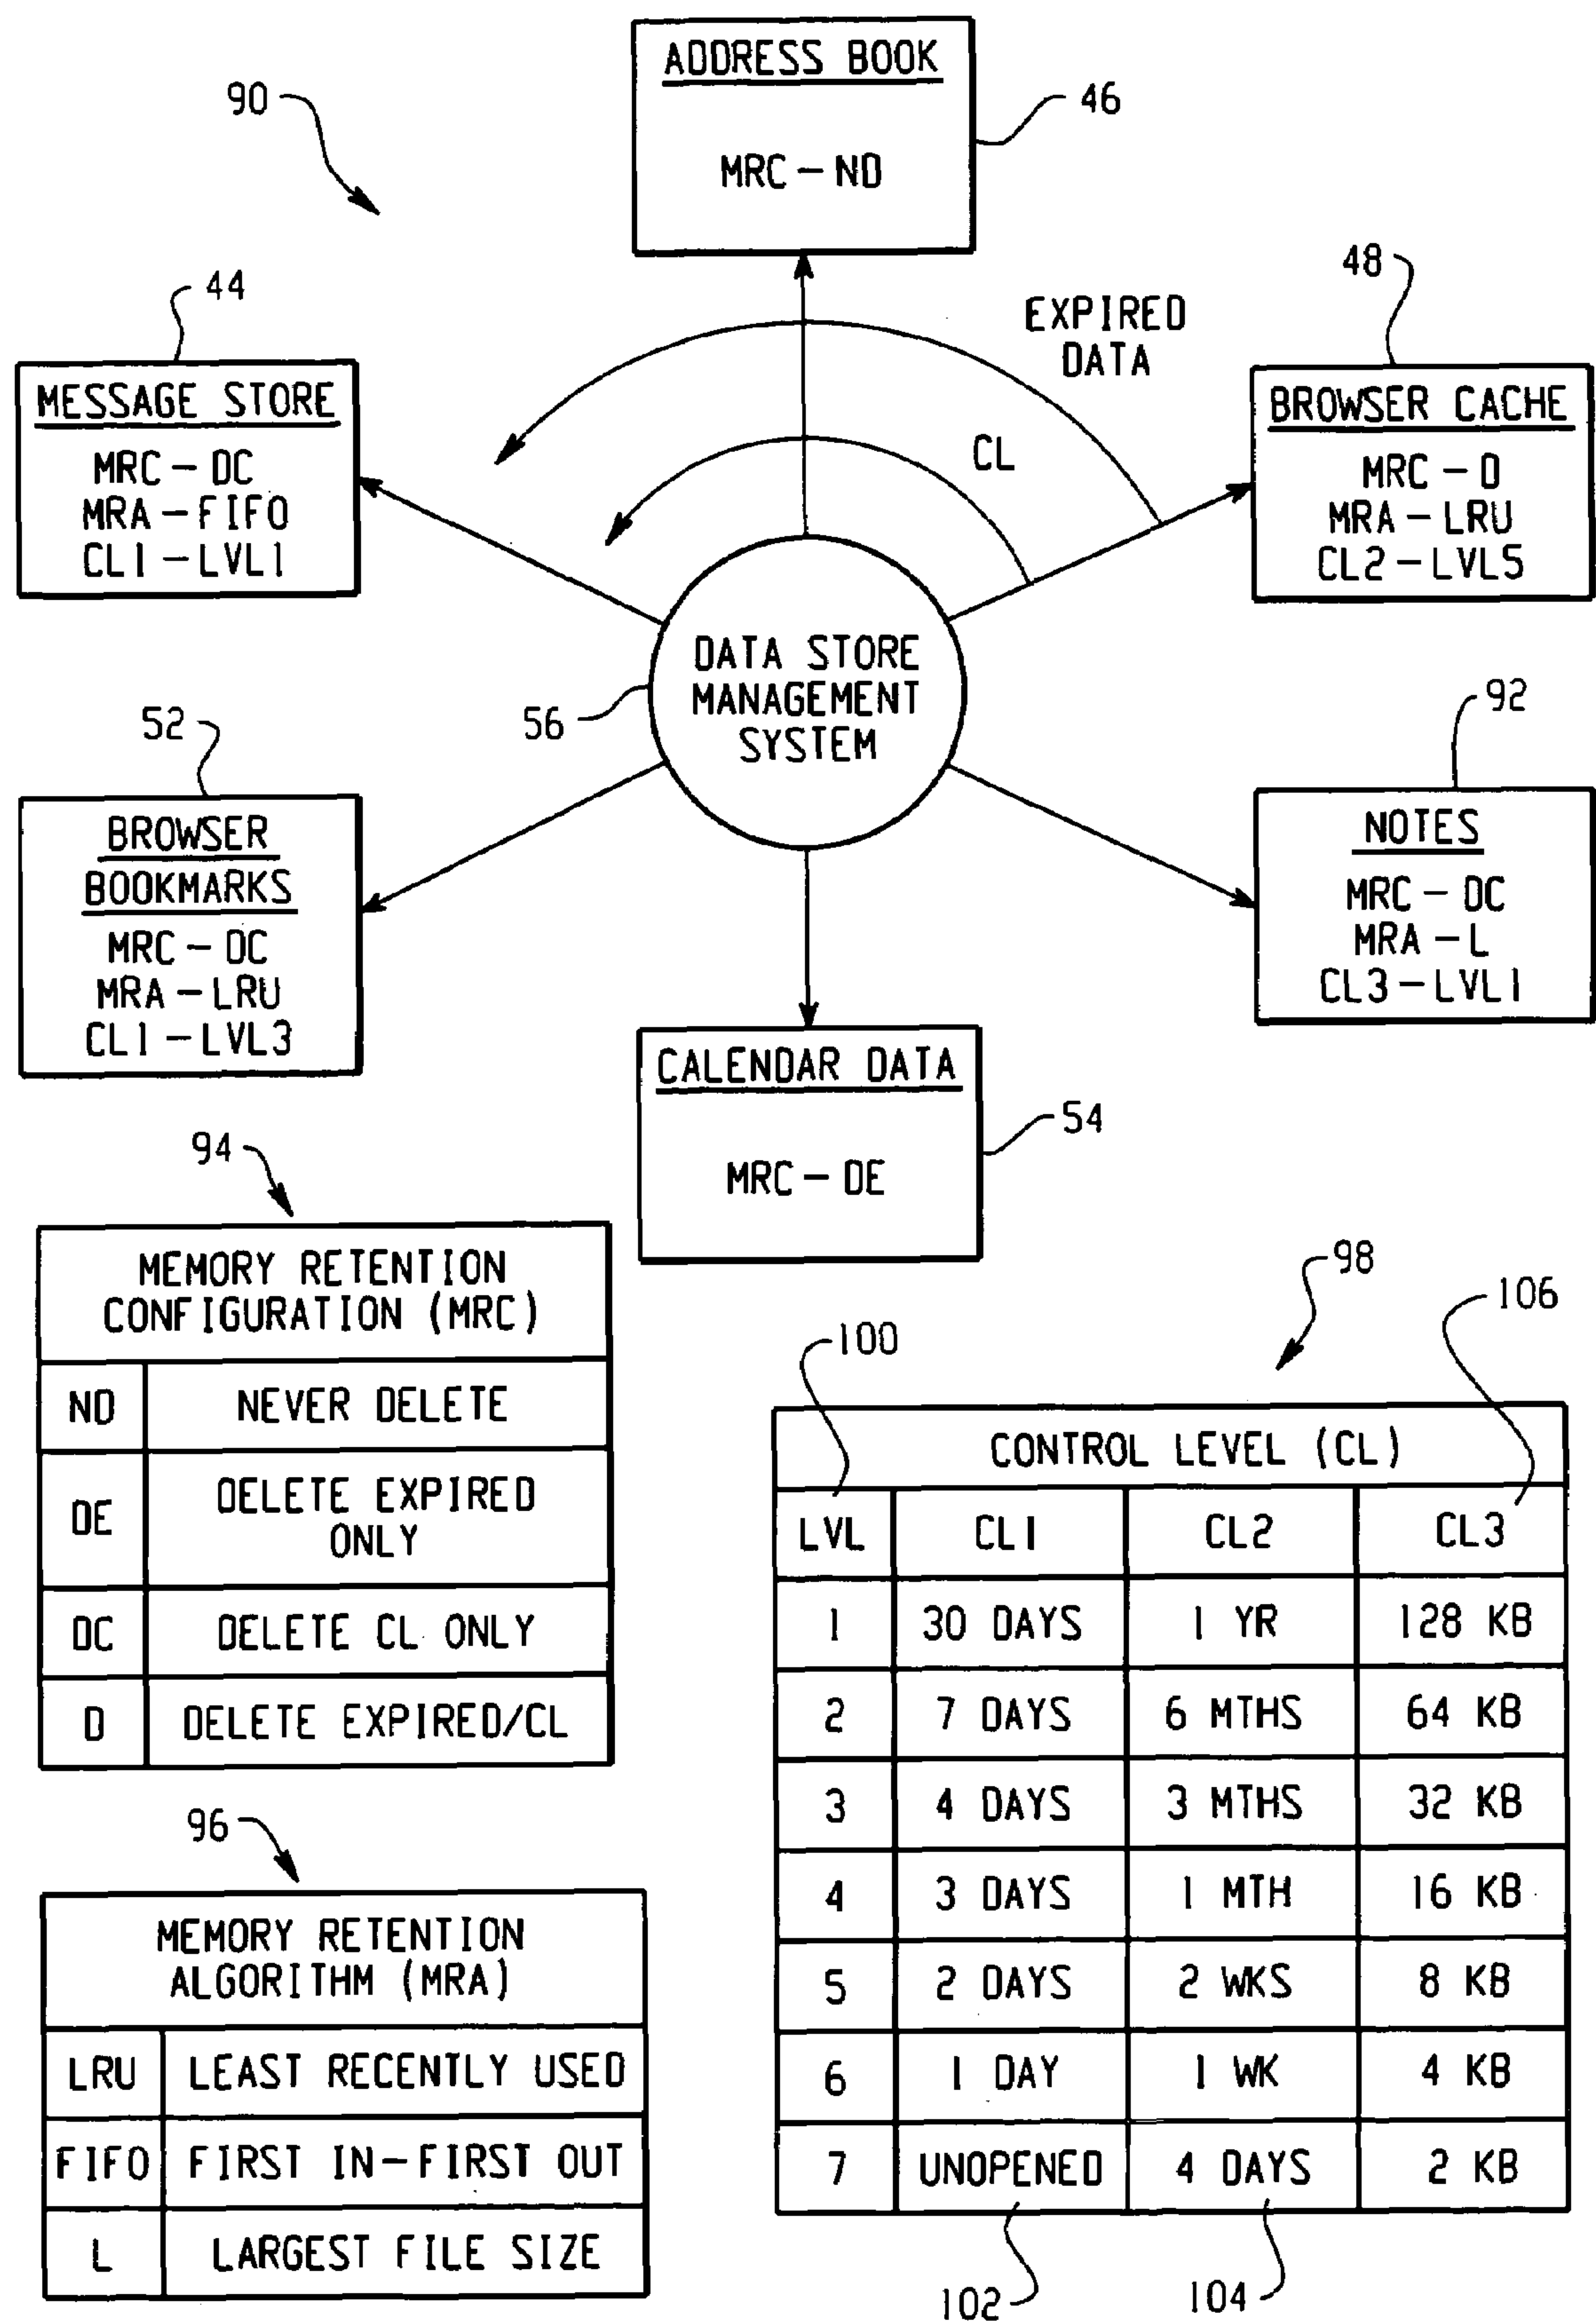 90
ADDRESS BOOK
MRC-ND
46
44
MESSAGE STORE
MRC-DC
MRA-FIFO
CL1-LVL1
EXPIRED
DATA
CL
48
BROWSER CACHE
MRC-D
MRA-LRU
CL2-LVL5
DATA STORE
MANAGEMENT
SYSTEM
56
52
BROWSER
BOOKMARKS
MRC-DC
MRA-LRU
CL1-LVL3
92
NOTES
MRC-DC
MRA-L
CL3-LVL1
CALENDAR DATA
MRC-DE
54
94
MEMORY RETENTION
CONFIGURATION (MRC)
ND NEVER DELETE
DE DELETE EXPIRED
ONLY
DC DELETE CL ONLY
D DELETE EXPIRED/CL
96
MEMORY RETENTION
ALGORITHM (MRA)
LRU LEAST RECENTLY USED
FIFO FIRST IN-FIRST OUT
L LARGEST FILE SIZE
98
100
106
CONTROL LEVEL (CL)
LVL CL1 CL2 CL3
1 30 DAYS 1 YR 128 KB
2 7 DAYS 6 MTHS 64 KB
3 4 DAYS 3 MTHS 32 KB
4 3 DAYS 1 MTH 16 KB
5 2 DAYS 2 WKS 8 KB
6 1 DAY 1 WK 4 KB
7 UNOPENED 4 DAYS 2 KB
102
104